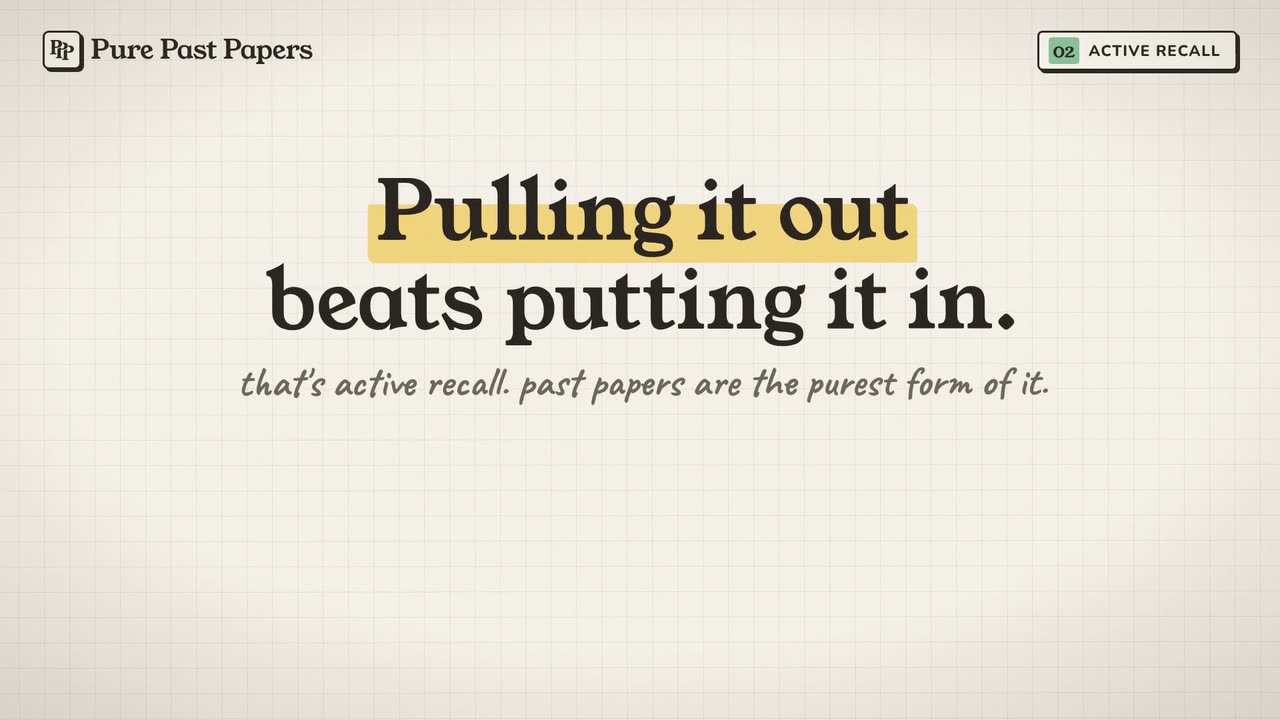 PPP Pure Past Papers
02 ACTIVE RECALL
Pulling it out
beats putting it in.
that's active recall. past papers are the purest form of it.